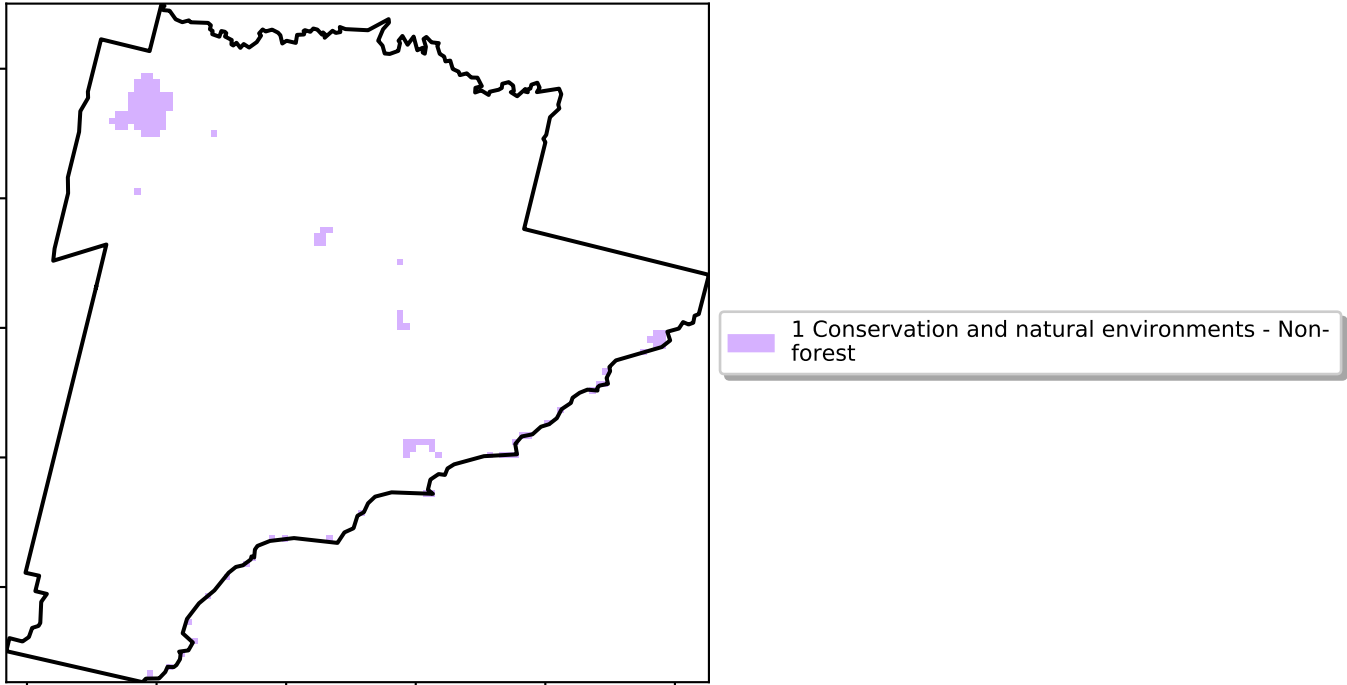 1 Conservation and natural environments - Non-
forest